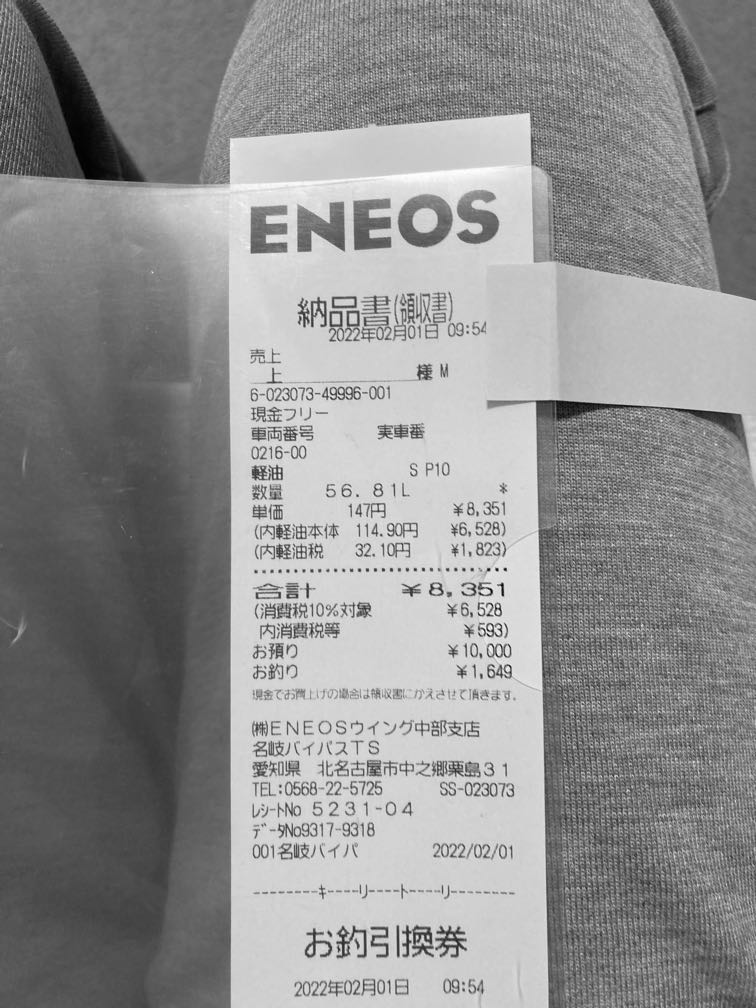 ENEOS
納品書(領収書)
2022年02月01日 09:54
売上
上 様 M
6-023073-49996-001
現金フリー
車両番号 実車番
0216-00
軽油 S P10
数量 56.81L *
単価 147円 ¥8,351
(内軽油本体 114.90円 ¥6,528)
(内軽油税 32.10円 ¥1,823)
合計 ¥8,351
(消費税10%対象 ¥6,528
内消費税等 ¥593)
お預り ¥10,000
お釣り ¥1,649
現金でお買上げの場合は領収書にかえさせて頂きます。
(株)ENEOSウイング中部支店
名岐バイパスTS
愛知県 北名古屋市中之郷栗島31
TEL:0568-22-5725 SS-023073
レシートNo 5231-04
データNo9317-9318
001名岐バイパ 2022/02/01
--------キ----リ----ト----リ--------
お釣引換券
2022年02月01日 09:54